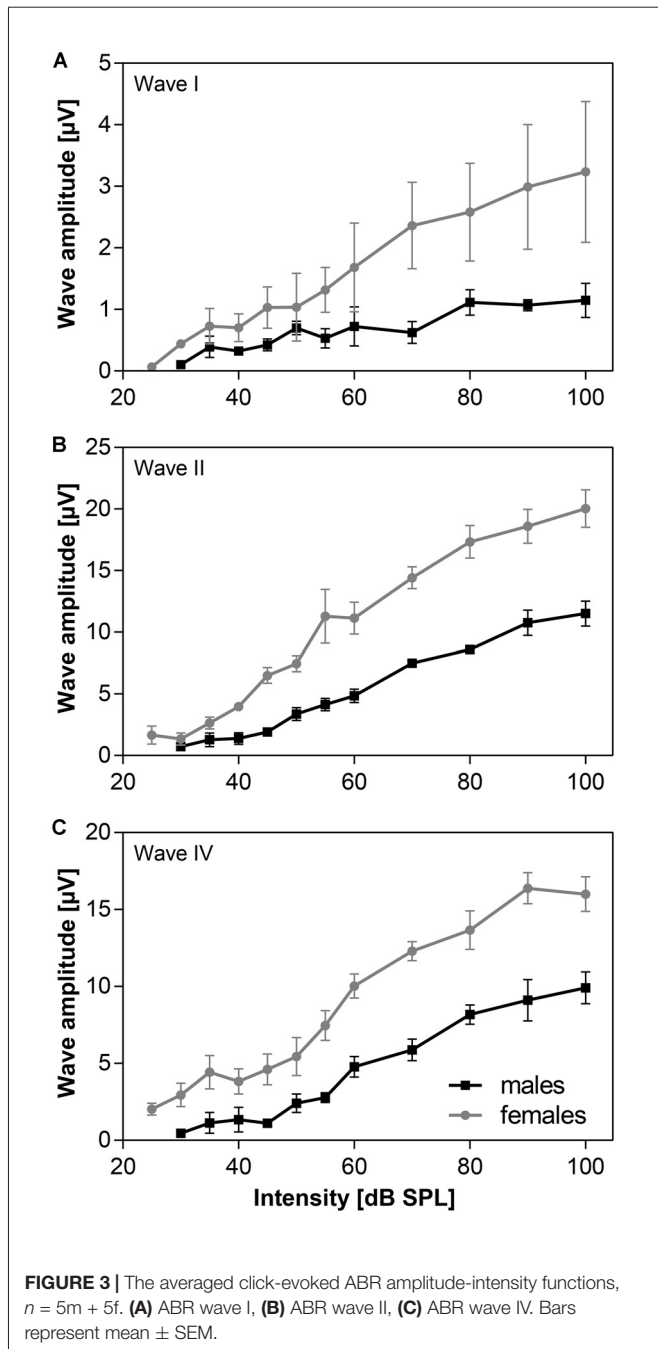 A
Wave I
Wave amplitude [µV]
5
4
3
2
1
0
20 40 60 80 100
B
Wave II
Wave amplitude [µV]
25
20
15
10
5
0
20 40 60 80 100
C
Wave IV
Wave amplitude [µV]
20
15
10
5
0
males
females
20 40 60 80 100
Intensity [dB SPL]
FIGURE 3 | The averaged click-evoked ABR amplitude-intensity functions,
n = 5m + 5f. (A) ABR wave I, (B) ABR wave II, (C) ABR wave IV. Bars
represent mean ± SEM.